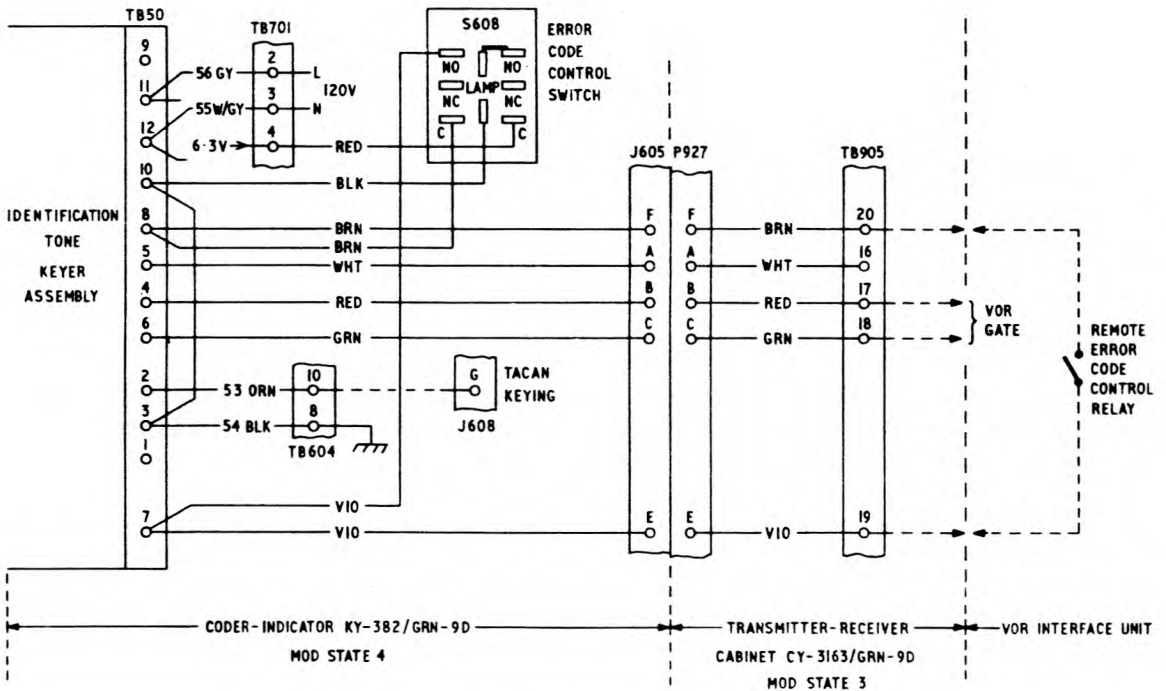 TB50
TB701
S608
ERROR
CODE
CONTROL
SWITCH
9
11
12
10
8
5
4
6
2
3
1
7
56 GY
2
L
55W/GY
3
N
120V
6·3V
4
RED
NO
NO
LAMP
NC
NC
C
C
BLK
IDENTIFICATION
TONE
KEYER
ASSEMBLY
BRN
BRN
WHT
RED
GRN
J605 P927
TB905
F
F
BRN
20
A
A
WHT
16
B
B
RED
17
C
C
GRN
18
VOR
GATE
REMOTE
ERROR
CODE
CONTROL
RELAY
53 ORN
10
G
TACAN
KEYING
J608
54 BLK
8
TB604
VIO
VIO
E
E
VIO
19
CODER-INDICATOR KY-382/GRN-9D
MOD STATE 4
TRANSMITTER-RECEIVER
CABINET CY-3163/GRN-9D
MOD STATE 3
VOR INTERFACE UNIT